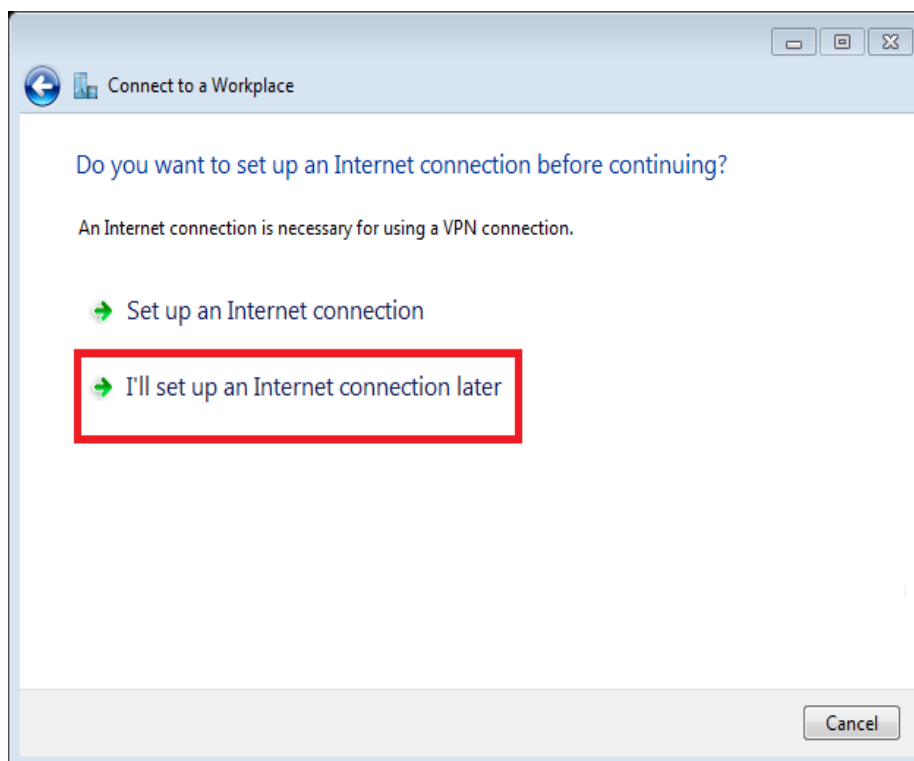 Connect to a Workplace
Do you want to set up an Internet connection before continuing?
An Internet connection is necessary for using a VPN connection.
Set up an Internet connection
I'll set up an Internet connection later
Cancel